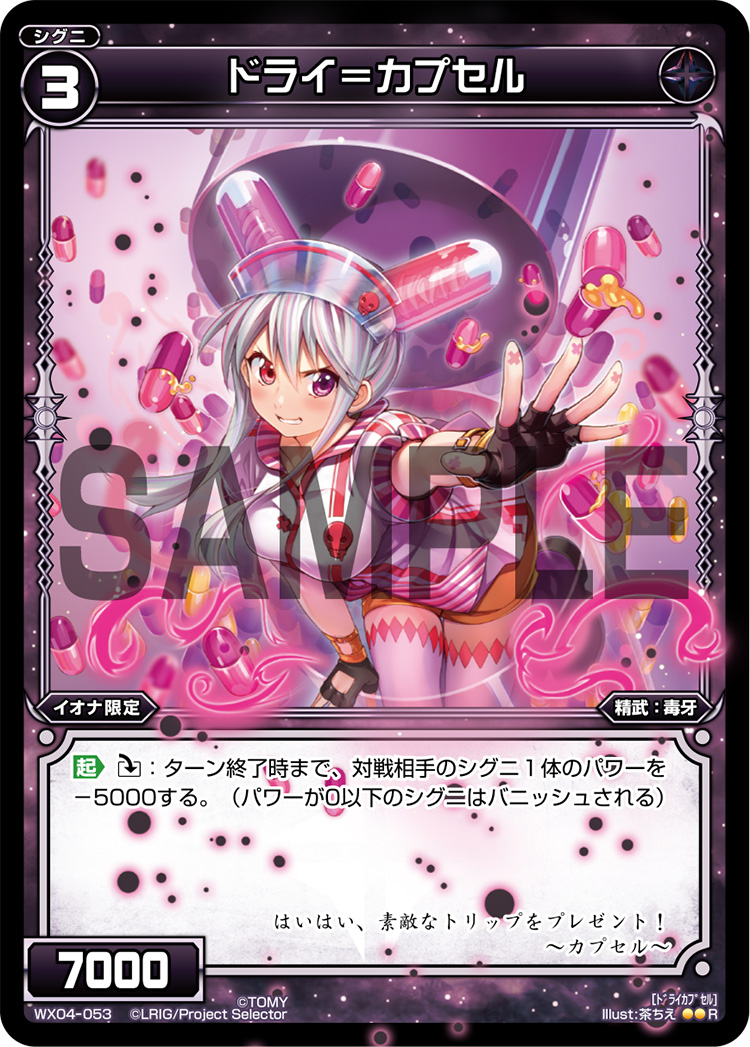 シグニ
3
ドライ＝カプセル
SAMPLE
イオナ限定
精武：毒牙
起 ：ターン終了時まで、対戦相手のシグニ１体のパワーを
－5000する。（パワーが0以下のシグニはバニッシュされる）
はいはい、素敵なトリップをプレゼント！
～カプセル～
7000
©TOMY
[ﾄﾞﾗｲｶﾌﾟｾﾙ]
WX04-053 ©LRIG/Project Selector
Illust:茶ちえ R